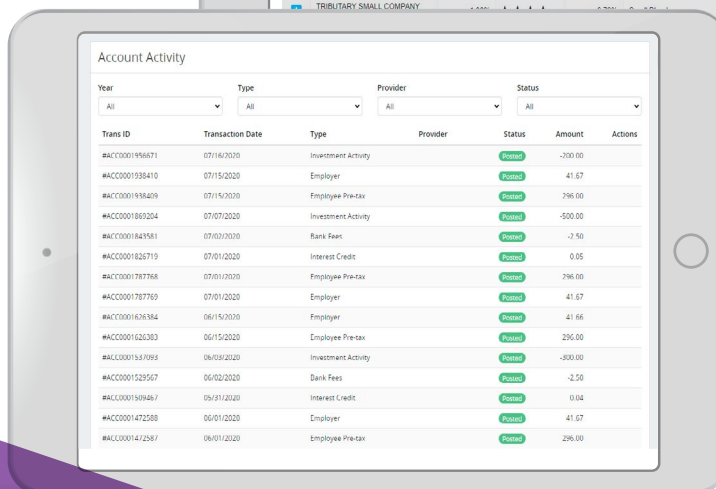 TRIBUTARY SMALL COMPANY
Account Activity
Year Type Provider Status
All All All All
Trans ID Transaction Date Type Provider Status Amount Actions
#ACC0001956671 07/16/2020 Investment Activity Posted -200.00
#ACC0001938410 07/15/2020 Employer Posted 41.67
#ACC0001938409 07/15/2020 Employee Pre-tax Posted 296.00
#ACC0001869204 07/07/2020 Investment Activity Posted -500.00
#ACC0001843581 07/02/2020 Bank Fees Posted -2.50
#ACC0001826719 07/01/2020 Interest Credit Posted 0.05
#ACC0001787768 07/01/2020 Employee Pre-tax Posted 296.00
#ACC0001787769 07/01/2020 Employer Posted 41.67
#ACC0001626384 06/15/2020 Employer Posted 41.66
#ACC0001626383 06/15/2020 Employee Pre-tax Posted 296.00
#ACC0001537093 06/03/2020 Investment Activity Posted -300.00
#ACC0001529567 06/02/2020 Bank Fees Posted -2.50
#ACC0001509467 05/31/2020 Interest Credit Posted 0.04
#ACC0001472588 06/01/2020 Employer Posted 41.67
#ACC0001472587 06/01/2020 Employee Pre-tax Posted 296.00